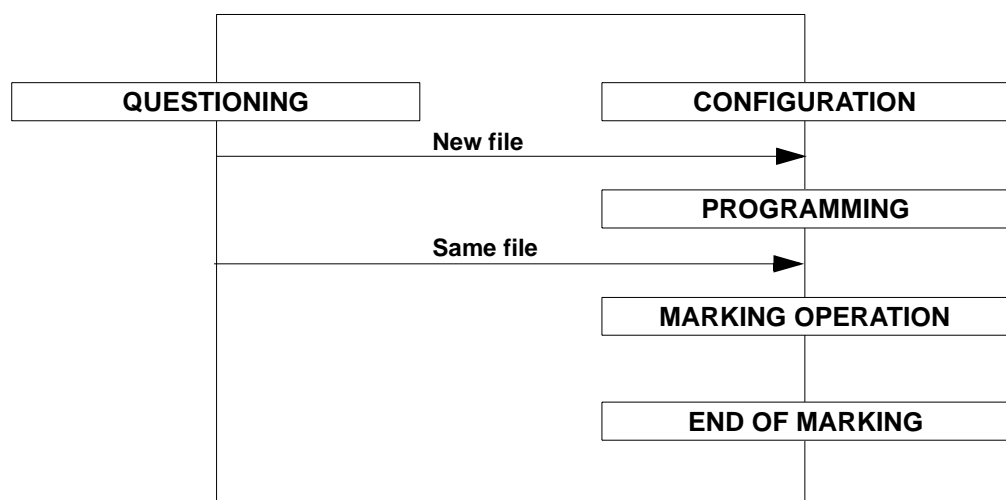 QUESTIONING
CONFIGURATION
New file
PROGRAMMING
Same file
MARKING OPERATION
END OF MARKING